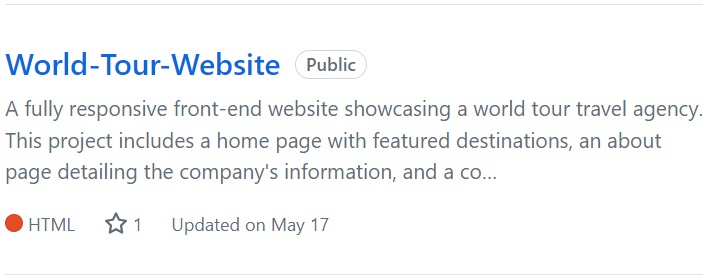 World-Tour-Website Public
A fully responsive front-end website showcasing a world tour travel agency.
This project includes a home page with featured destinations, an about
page detailing the company's information, and a co...
HTML 1 Updated on May 17